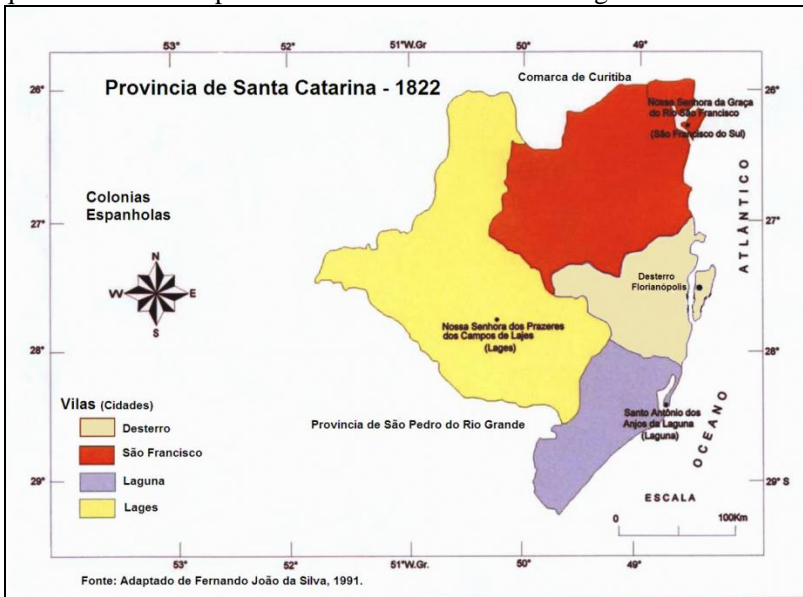 53°
52°
51°W.Gr
50°
49°
Provincia de Santa Catarina - 1822
Comarca de Curitiba
26°
26°
Nossa Senhora da Graça
do Rio São Francisco
(São Francisco do Sul)
Colonias
Espanholas
ATLÂNTICO
27°
27°
N
W
E
S
Desterro
Florianópolis
Nossa Senhora dos Prazeres
dos Campos de Lajes
(Lages)
28°
28°
Vilas (Cidades)
Desterro
São Francisco
Laguna
Lages
Provincia de São Pedro do Rio Grande
Santo Antônio dos
Anjos da Laguna
(Laguna)
OCEANO
29°
29° S
ESCALA
0
100Km
53°
52°
51°W.Gr.
50°
49°
Fonte: Adaptado de Fernando João da Silva, 1991.